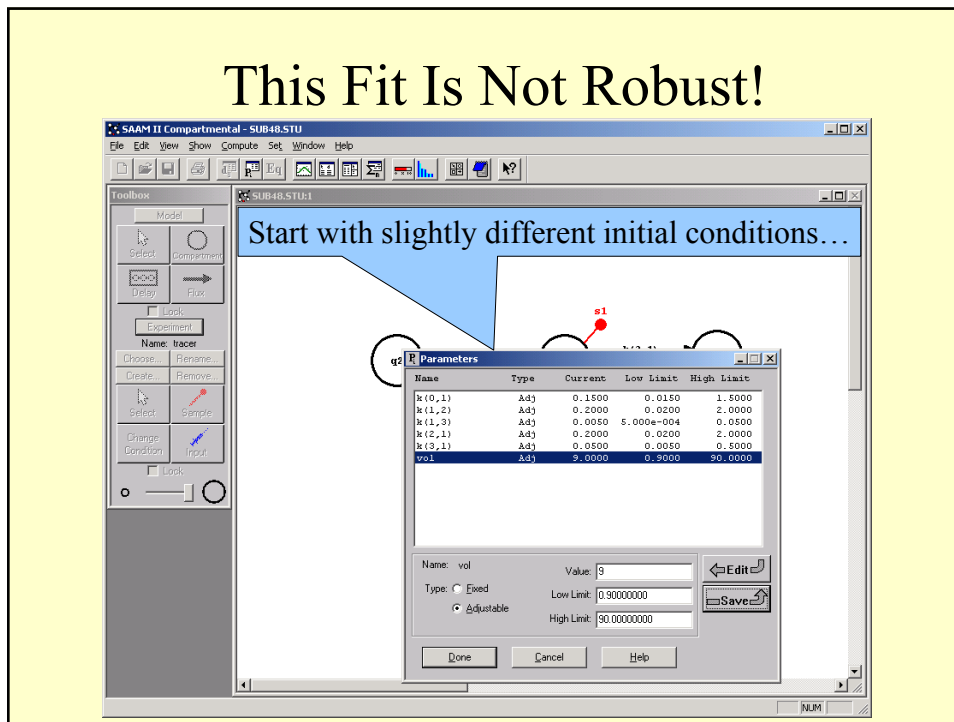 This Fit Is Not Robust!
SAAM II Compartmental - SUB48.STU
File Edit View Show Compute Set Window Help
Eq
Toolbox
SUB48.STU:1
Model
Start with slightly different initial conditions…
Select Compartment
Delay Flux
Lock
Experiment
Name: tracer
Choose... Rename...
Create... Remove...
Select Sample
Change Condition Input
Lock
s1
Parameters
Name Type Current Low Limit High Limit
k(0,1) Adj 0.1500 0.0150 1.5000
k(1,2) Adj 0.2000 0.0200 2.0000
k(1,3) Adj 0.0050 5.000e-004 0.0500
k(2,1) Adj 0.2000 0.0200 2.0000
k(3,1) Adj 0.0500 0.0050 0.5000
vol Adj 9.0000 0.9000 90.0000
Name: vol
Value: 9
Edit
Type: Fixed
Low Limit: 0.90000000
Save
Adjustable
High Limit: 90.00000000
Done Cancel Help
NUM